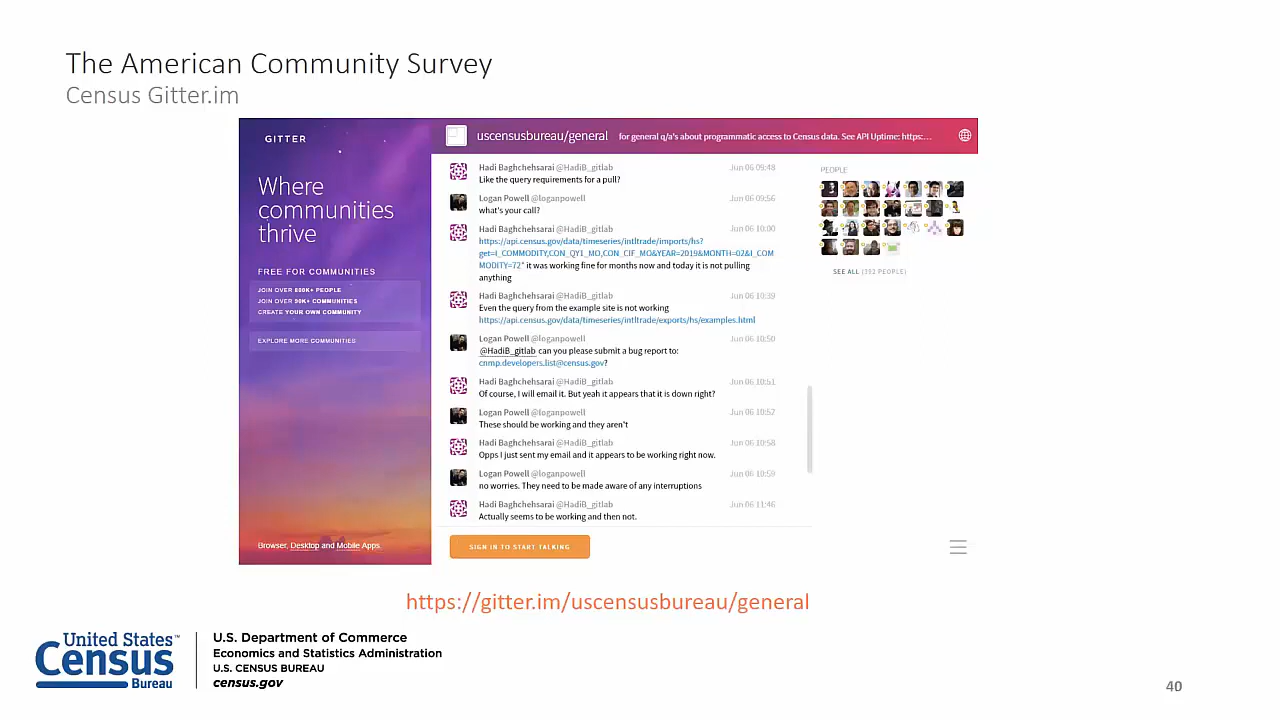 The American Community Survey
Census Gitter.im
GITTER
Where
communities
thrive
FREE FOR COMMUNITIES
JOIN OVER 800K+ PEOPLE
JOIN OVER 90K+ COMMUNITIES
CREATE YOUR OWN COMMUNITY
EXPLORE MORE COMMUNITIES
Browser, Desktop and Mobile Apps.
uscensusbureau/general for general q/a's about programmatic access to Census data. See API Uptime: https:...
Hadi Baghchehsarai @HadiB_gitlab Jun 06 09:48
Like the query requirements for a pull?
Logan Powell @loganpowell Jun 06 09:56
what's your call?
Hadi Baghchehsarai @HadiB_gitlab Jun 06 10:00
https://api.census.gov/data/timeseries/intltrade/imports/hs?
get=I_COMMODITY,CON_QY1_MO,CON_CIF_MO&YEAR=2019&MONTH=02&I_COM
MODITY=72" it was working fine for months now and today it is not pulling
anything
Hadi Baghchehsarai @HadiB_gitlab Jun 06 10:39
Even the query from the example site is not working
https://api.census.gov/data/timeseries/intltrade/exports/hs/examples.html
Logan Powell @loganpowell Jun 06 10:50
@HadiB_gitlab can you please submit a bug report to:
cnmp.developers.list@census.gov?
Hadi Baghchehsarai @HadiB_gitlab Jun 06 10:51
Of course, I will email it. But yeah it appears that it is down right?
Logan Powell @loganpowell Jun 06 10:52
These should be working and they aren't
Hadi Baghchehsarai @HadiB_gitlab Jun 06 10:58
Opps I just sent my email and it appears to be working right now.
Logan Powell @loganpowell Jun 06 10:59
no worries. They need to be made aware of any interruptions
Hadi Baghchehsarai @HadiB_gitlab Jun 06 11:46
Actually seems to be working and then not.
SIGN IN TO START TALKING
PEOPLE
SEE ALL (392 PEOPLE)
https://gitter.im/uscensusbureau/general
United States™
Census
Bureau
U.S. Department of Commerce
Economics and Statistics Administration
U.S. CENSUS BUREAU
census.gov
40